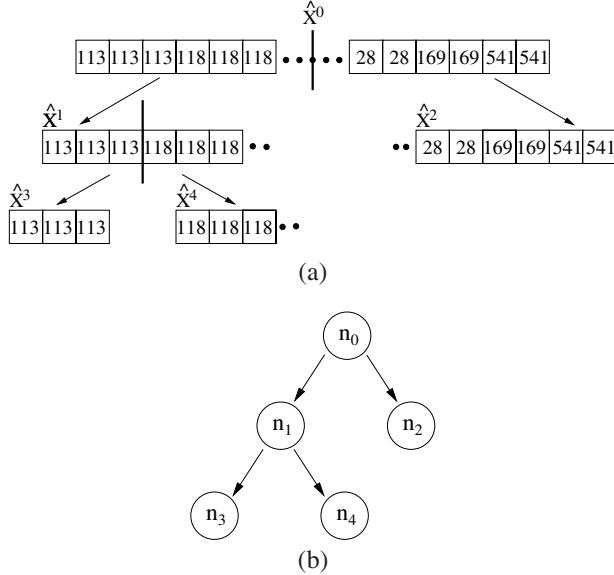 X̂⁰
113 113 113 118 118 118 •••••• 28 28 169 169 541 541
X̂¹ X̂²
113 113 113 118 118 118 •• •• 28 28 169 169 541 541
X̂³ X̂⁴
113 113 113 118 118 118 ••
(a)
n₀
n₁ n₂
n₃ n₄
(b)